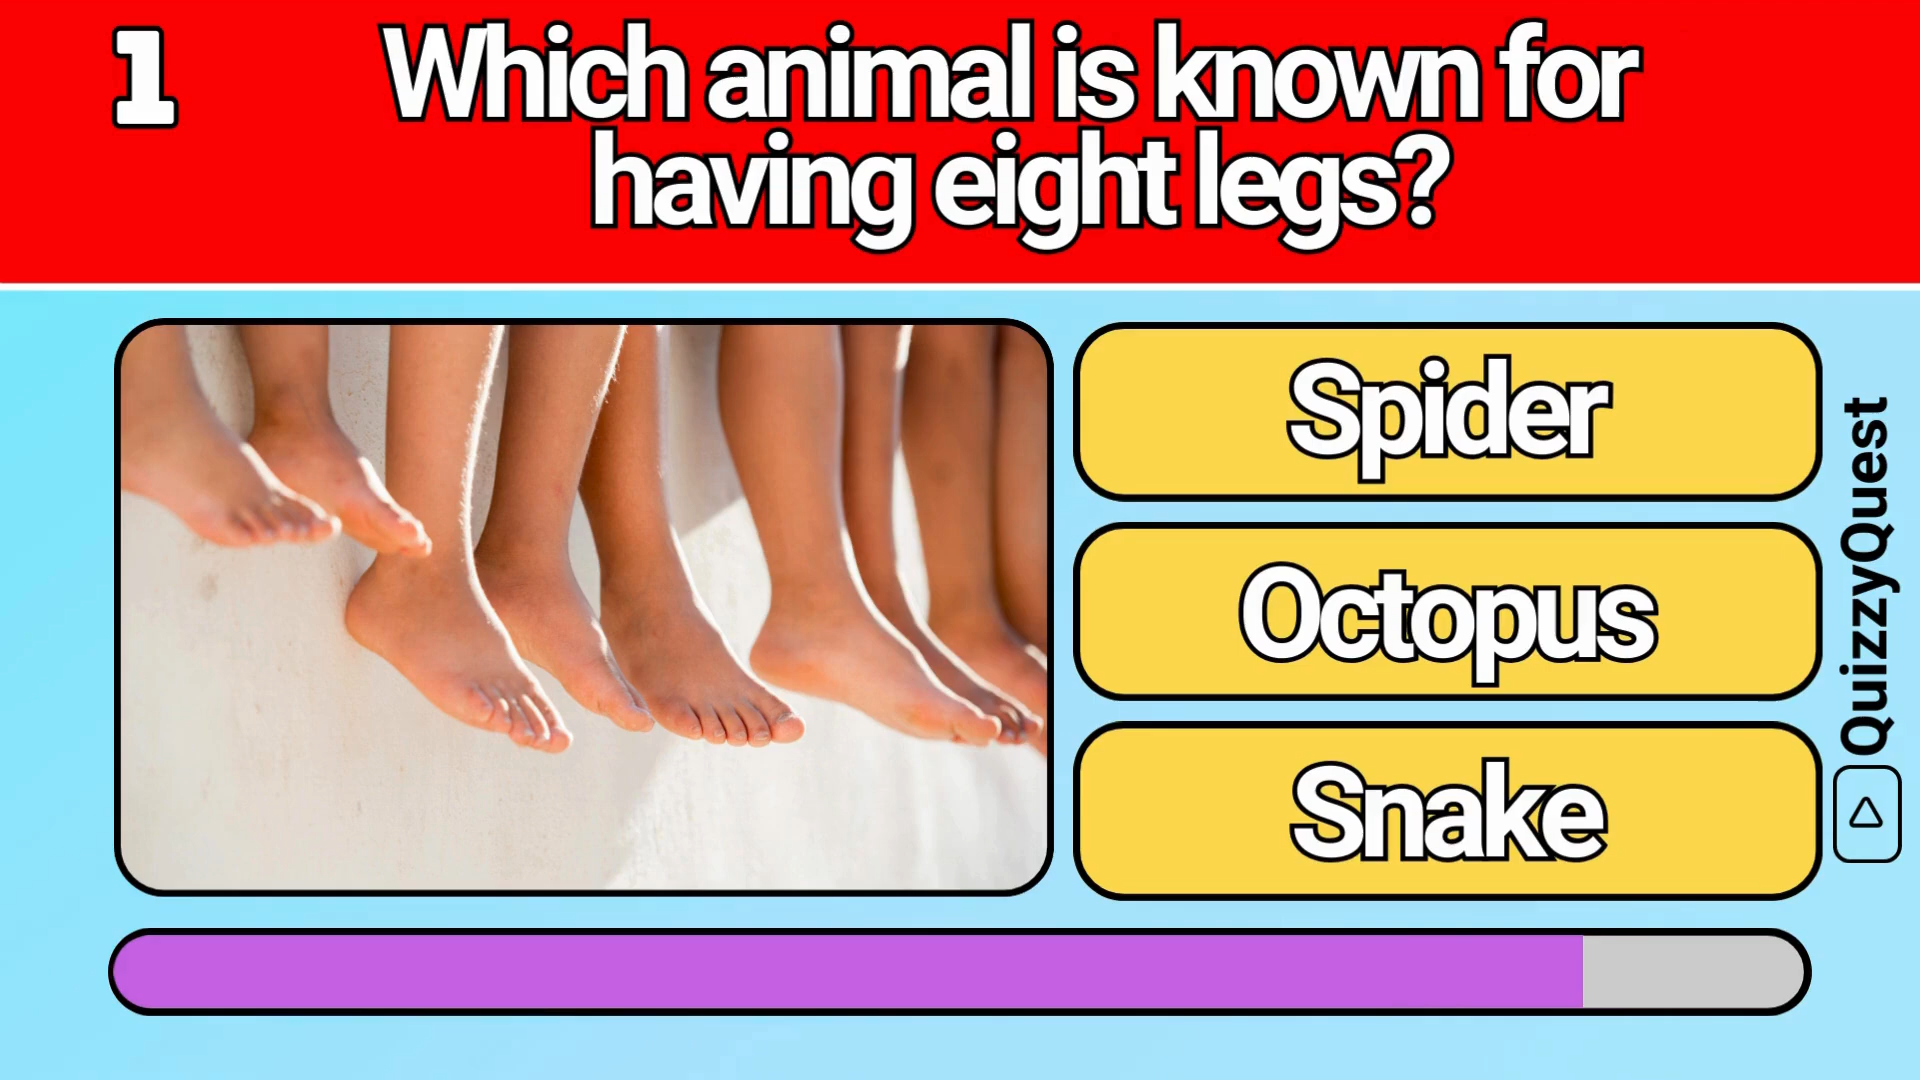 1
Which animal is known for
having eight legs?
Spider
Octopus
Snake
QuizzyQuest